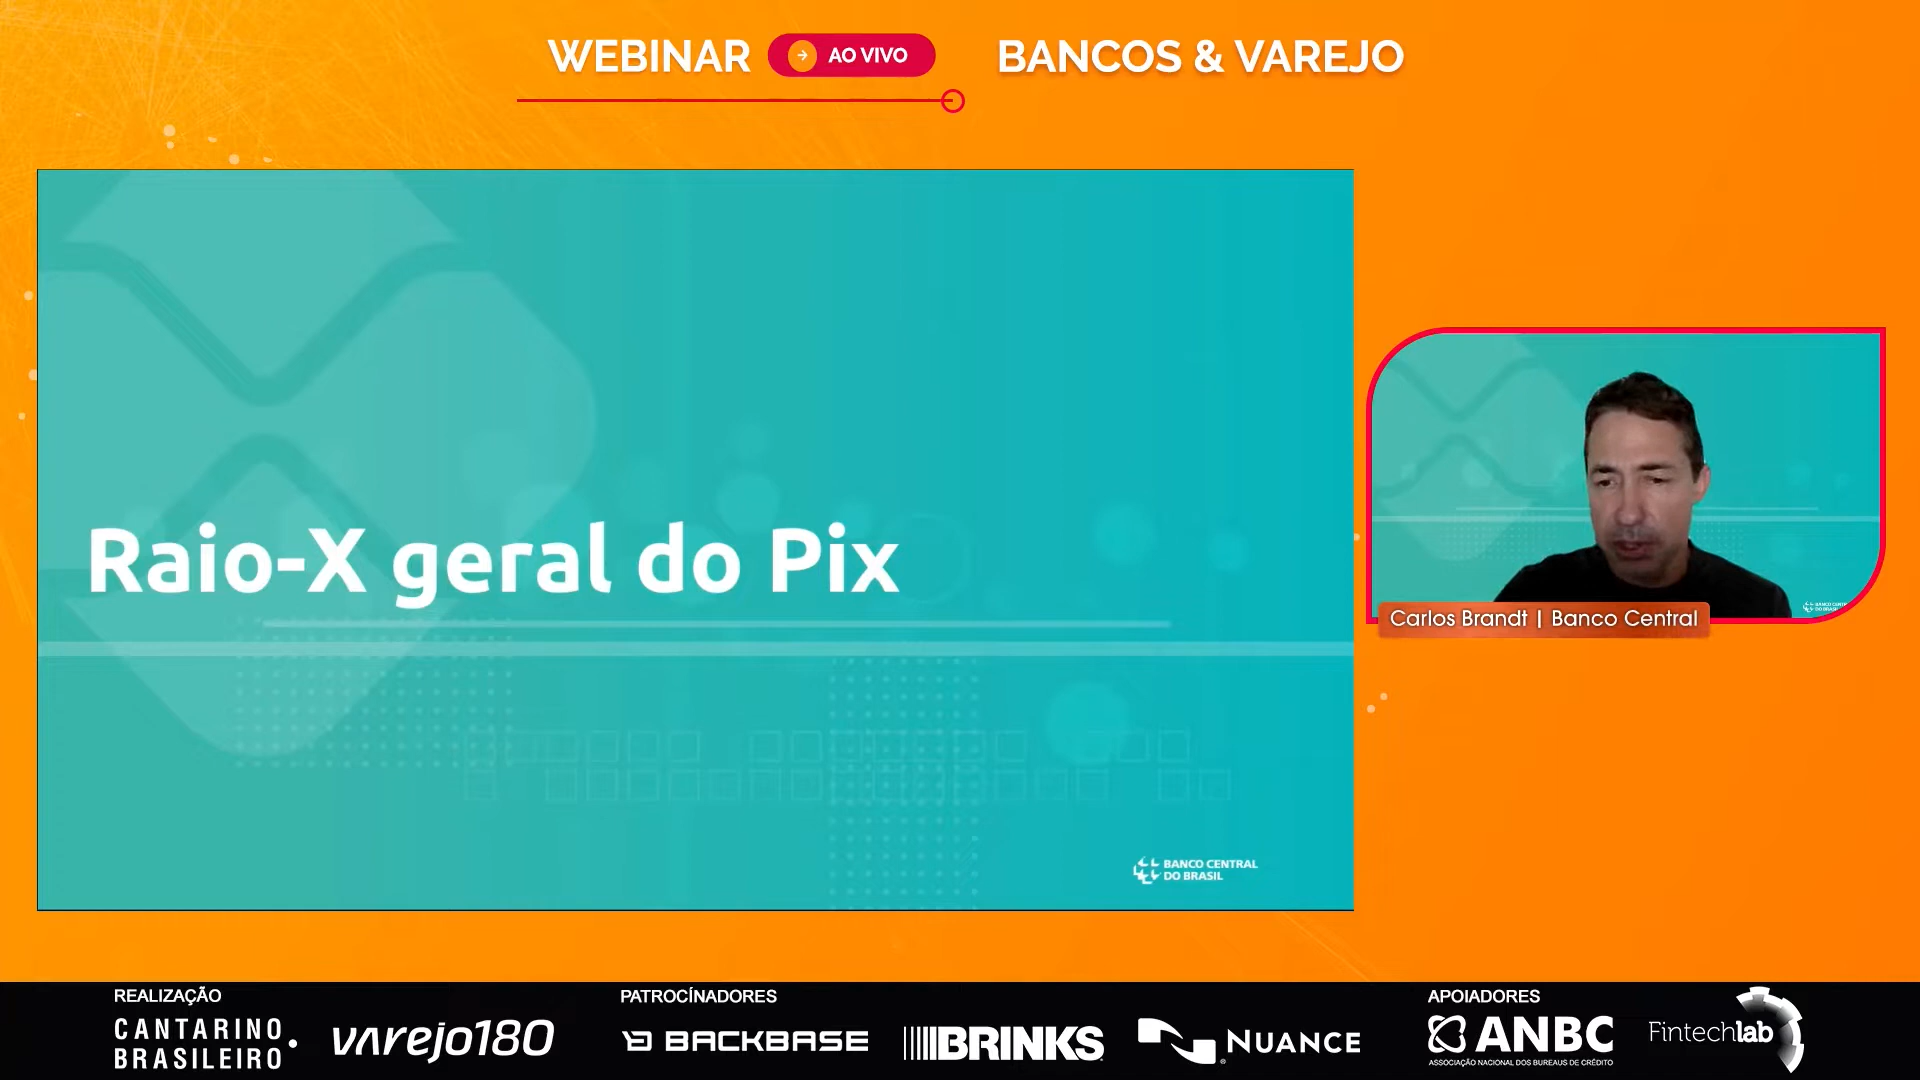 WEBINAR
AO VIVO
BANCOS & VAREJO
Raio-X geral do Pix
BANCO CENTRAL
DO BRASIL
Carlos Brandt | Banco Central
REALIZAÇÃO
CANTARINO
BRASILEIRO
varejo180
PATROCÍNADORES
BACKBASE
BRINKS
NUANCE
APOIADORES
ANBC
ASSOCIAÇÃO NACIONAL DOS BUREAUS DE CRÉDITO
Fintechlab